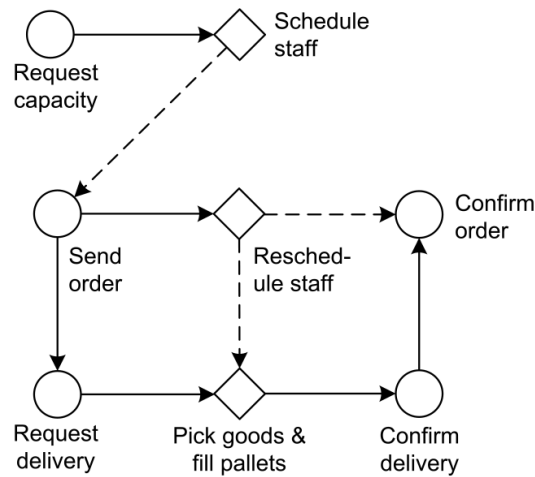 Schedule
staff
Request
capacity
Send
order
Resched-
ule staff
Confirm
order
Request
delivery
Pick goods &
fill pallets
Confirm
delivery